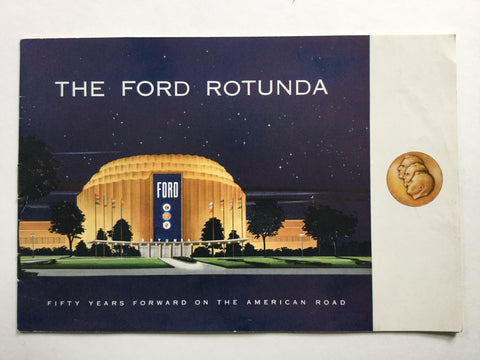 THE FORD ROTUNDA
FORD
FIFTY YEARS FORWARD ON THE AMERICAN ROAD